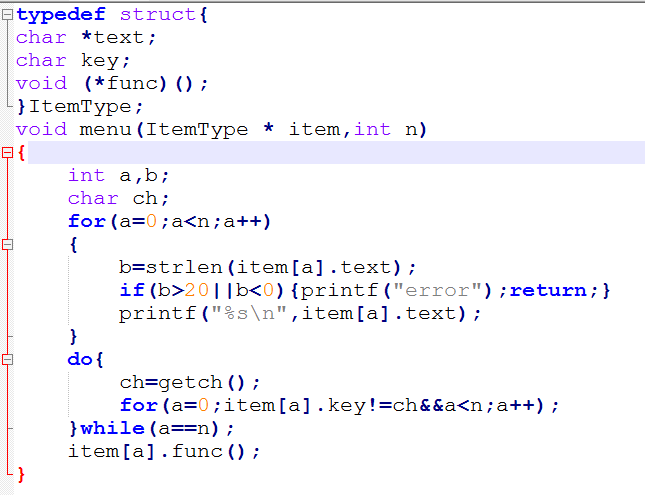 typedef struct{
char *text;
char key;
void (*func)();
}ItemType;
void menu(ItemType * item,int n)
{
int a,b;
char ch;
for(a=0;a<n;a++)
{
b=strlen(item[a].text);
if(b>20||b<0){printf("error");return;}
printf("%s\n",item[a].text);
}
do{
ch=getch();
for(a=0;item[a].key!=ch&&a<n;a++);
}while(a==n);
item[a].func();
}